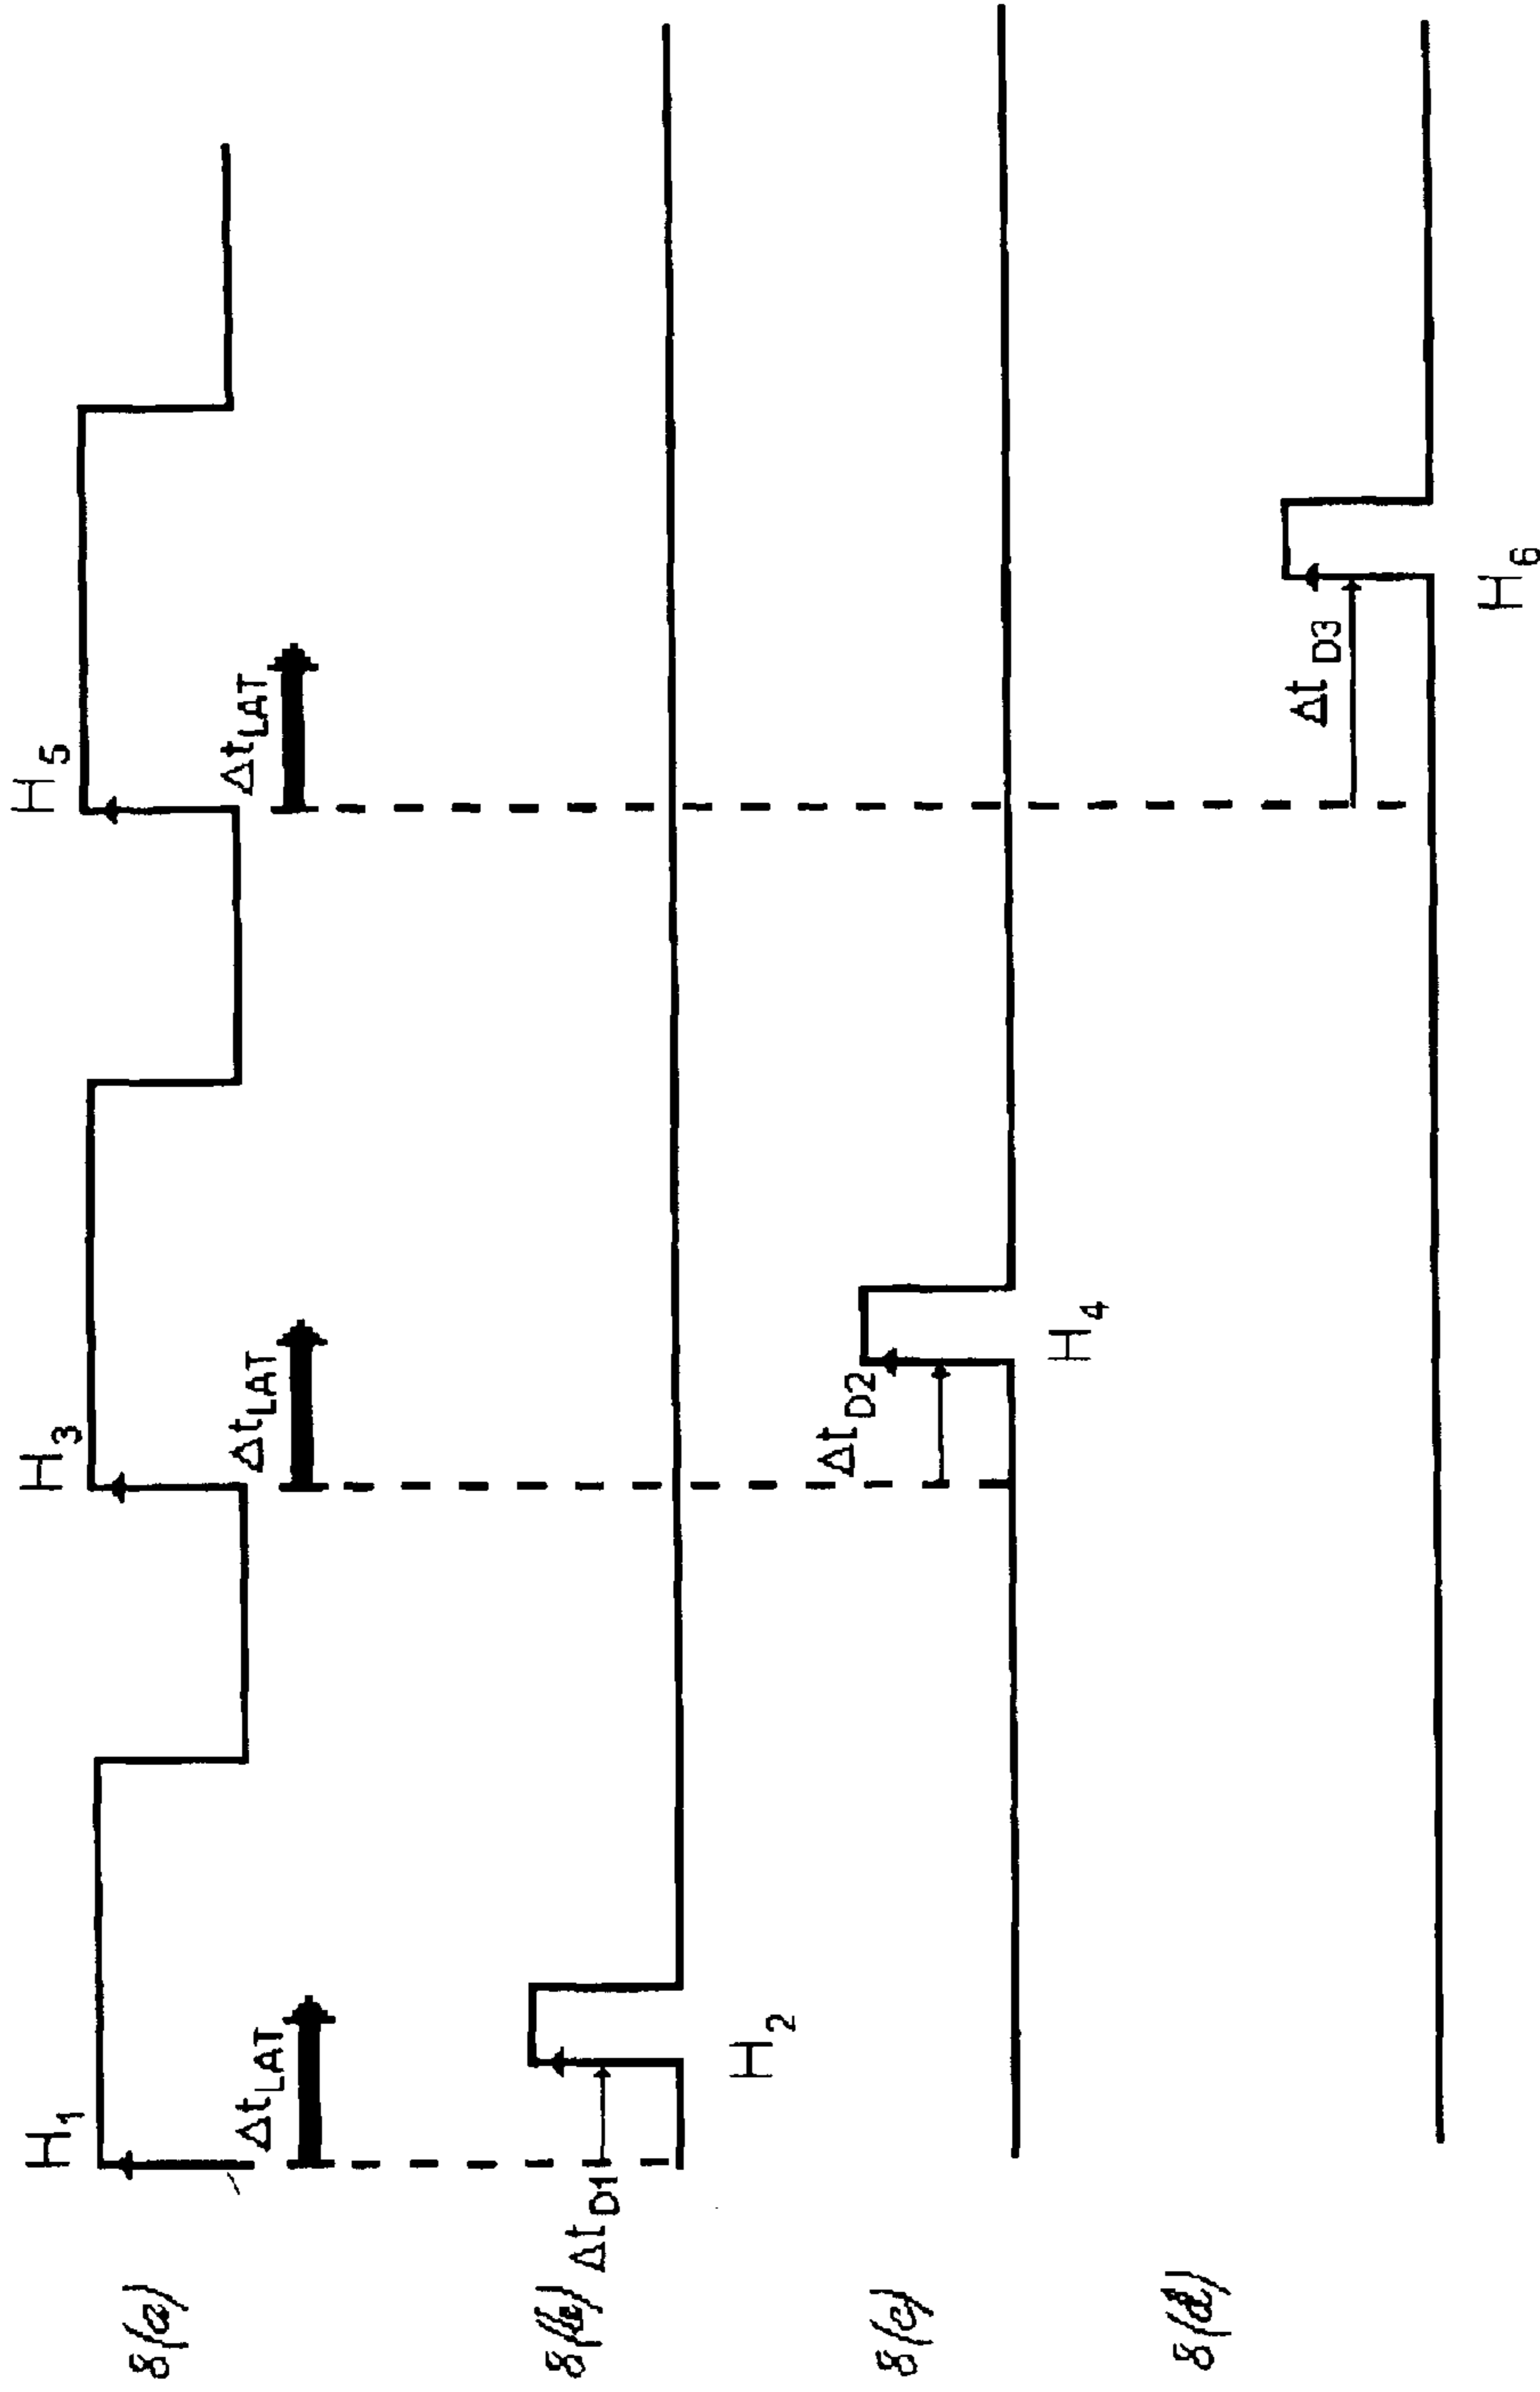 8(a)
H1
ΔtLAT
H3
ΔtLAT
H5
ΔtLAT
8(b)
ΔtD1
H2
8(c)
ΔtD2
H4
8(d)
ΔtD3
H6